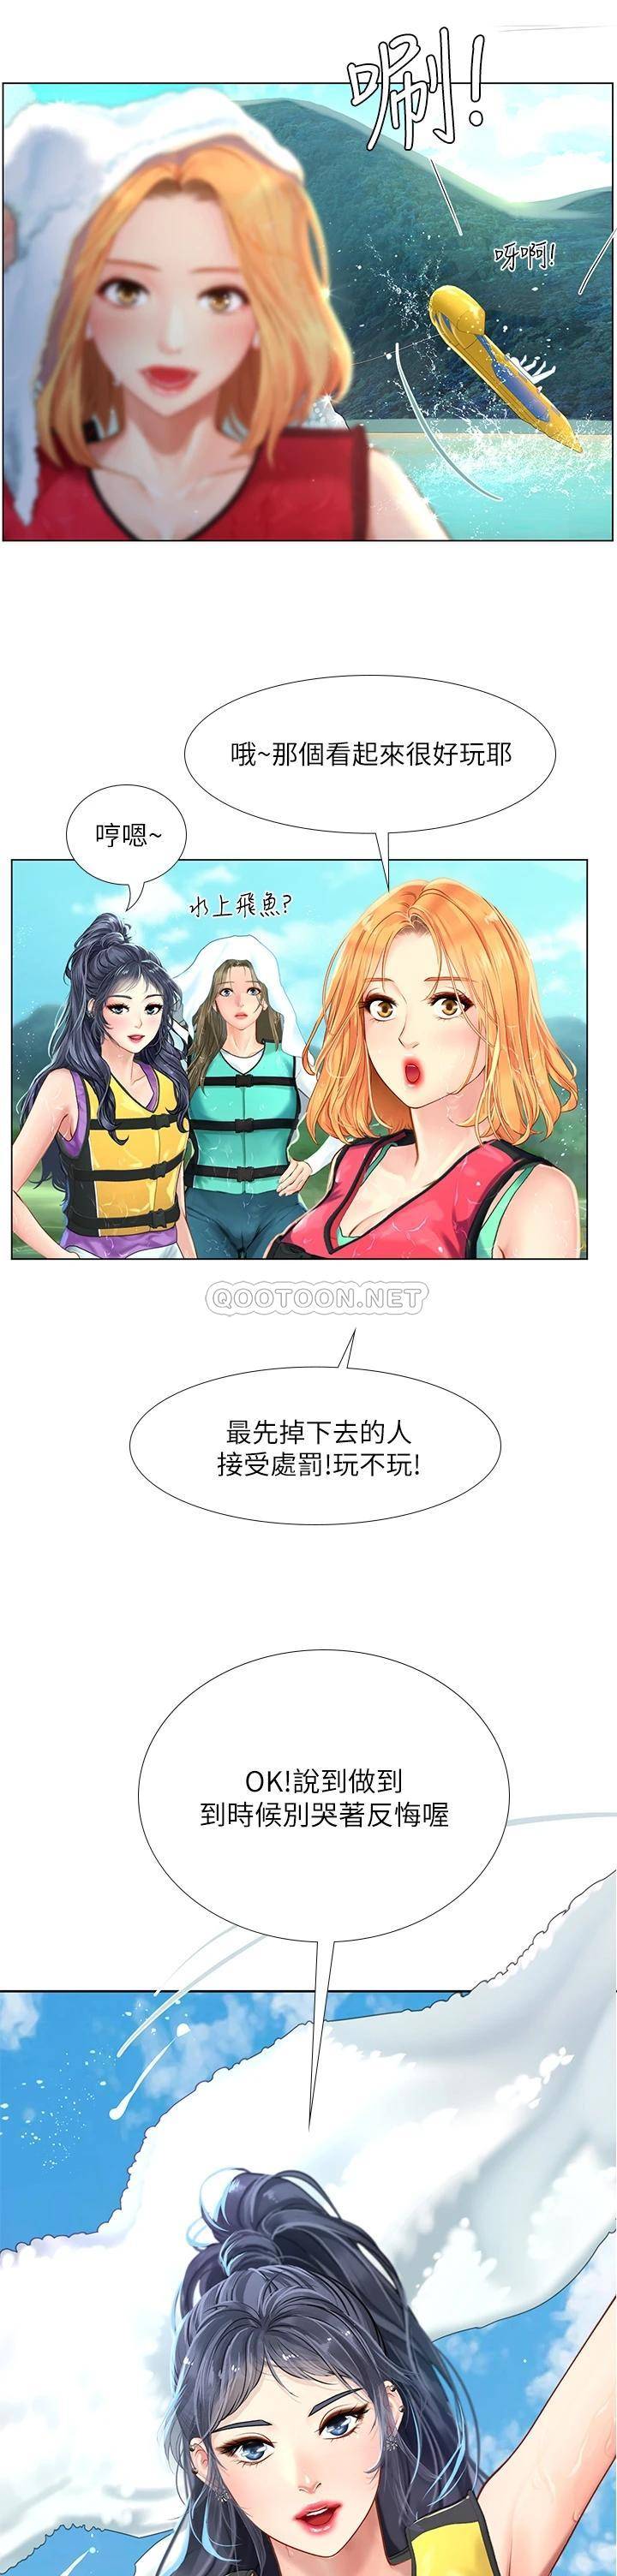 唰!
呀啊!
哦~那個看起來很好玩耶
哼嗯~
水上飛魚?
QOOTOON.NET
最先掉下去的人
接受處罰!玩不玩!
OK!說到做到
到時候別哭著反悔喔